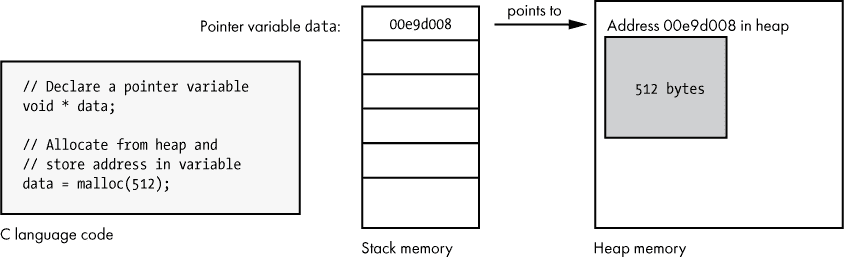 Pointer variable data:
00e9d008
points to
Address 00e9d008 in heap
512 bytes
// Declare a pointer variable
void * data;
// Allocate from heap and
// store address in variable
data = malloc(512);
C language code
Stack memory
Heap memory